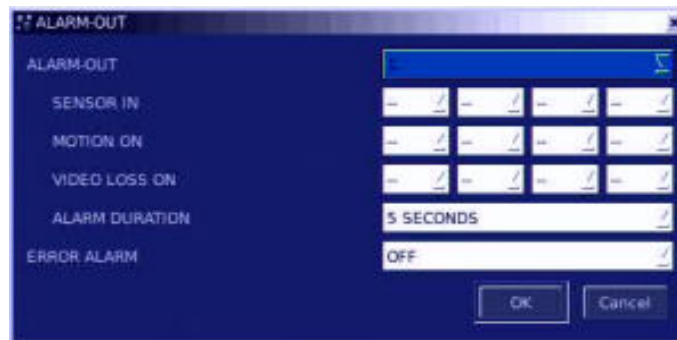 ALARM-OUT
ALARM-OUT
SENSOR IN -- -- -- --
MOTION ON -- -- -- --
VIDEO LOSS ON -- -- -- --
ALARM DURATION 5 SECONDS
ERROR ALARM OFF
OK Cancel